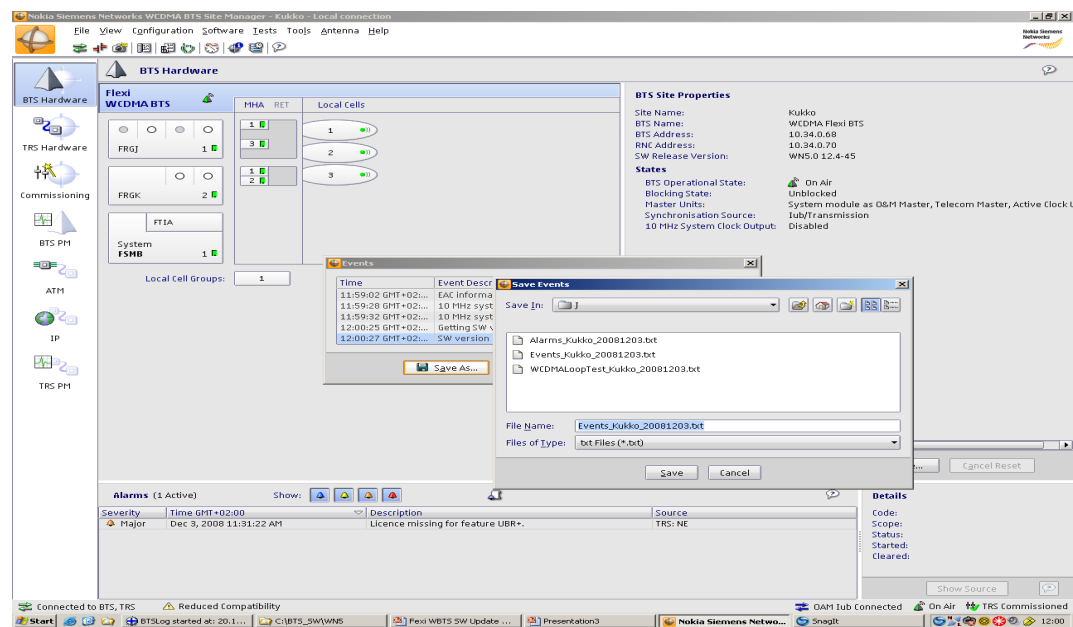 Nokia Siemens Networks WCDMA BTS Site Manager - Kukko - Local connection
File View Configuration Software Tests Tools Antenna Help
Nokia Siemens
Networks
BTS Hardware
TRS Hardware
Commissioning
BTS PM
ATM
IP
TRS PM
BTS Hardware
Flexi
WCDMA BTS
MHA RET Local Cells
FRGJ 1
1
3
1
2
3
FRGK 2
1
2
FTIA
System
FSMB 1
Local Cell Groups: 1
BTS Site Properties
Site Name: Kukko
BTS Name: WCDMA Flexi BTS
BTS Address: 10.34.0.68
RNC Address: 10.34.0.70
SW Release Version: WN5.0 12.4-45
States
BTS Operational State: On Air
Blocking State: Unblocked
Master Units: System module as O&M Master, Telecom Master, Active Clock
Synchronisation Source: Iub/Transmission
10 MHz System Clock Output: Disabled
Events
Time Event Descr
11:59:02 GMT+02:... EAC informa
11:59:28 GMT+02:... 10 MHz syst
11:59:32 GMT+02:... 10 MHz syst
12:00:25 GMT+02:... Getting SW
12:00:27 GMT+02:... SW version
Save As...
Save Events
Save In: J
Alarms_Kukko_20081203.txt
Events_Kukko_20081203.txt
WCDMALoopTest_Kukko_20081203.txt
File Name: Events_Kukko_20081203.txt
Files of Type: txt Files (*.txt)
Save Cancel
... Cancel Reset
Alarms (1 Active) Show:
Severity Time GMT+02:00 Description Source
Major Dec 3, 2008 11:31:22 AM Licence missing for feature UBR+. TRS: NE
Details
Code:
Scope:
Status:
Started:
Cleared:
Show Source
Connected to BTS, TRS Reduced Compatibility OAM Iub Connected On Air TRS Commissioned
Start BTSLog started at: 20.1... C:\BTS_SW\WN5 Flexi WBTS SW Update ... Presentation3 Nokia Siemens Netwo... SnagIt 12:00